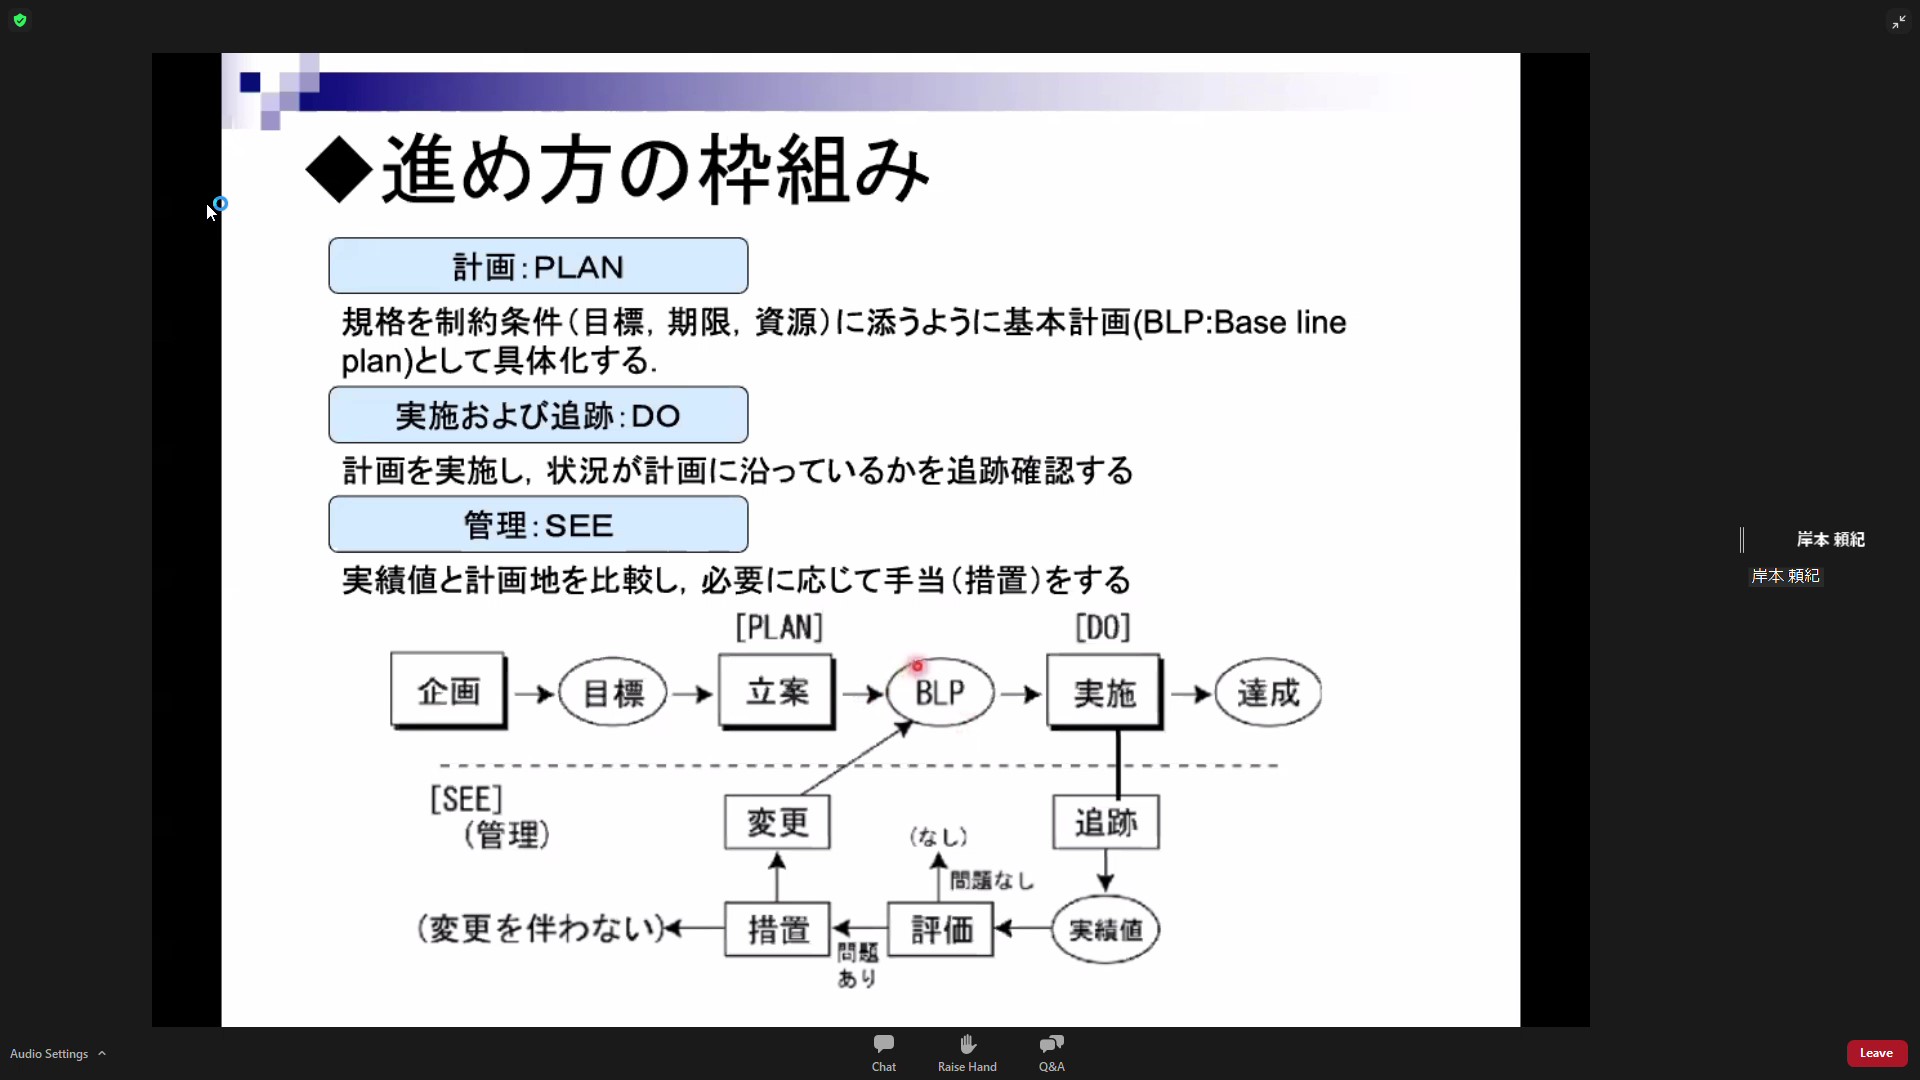 ◆進め方の枠組み
計画:PLAN
規格を制約条件(目標, 期限, 資源)に添うように基本計画(BLP:Base line
plan)として具体化する.
実施および追跡:DO
計画を実施し, 状況が計画に沿っているかを追跡確認する
管理:SEE
実績値と計画地を比較し, 必要に応じて手当(措置)をする
[PLAN] [DO]
企画 目標 立案 BLP 実施 達成
[SEE]
(管理)
変更 (なし) 追跡
問題なし
(変更を伴わない) 措置 評価 実績値
問題
あり
岸本 頼紀
岸本 頼紀
Audio Settings
Chat Raise Hand Q&A
Leave